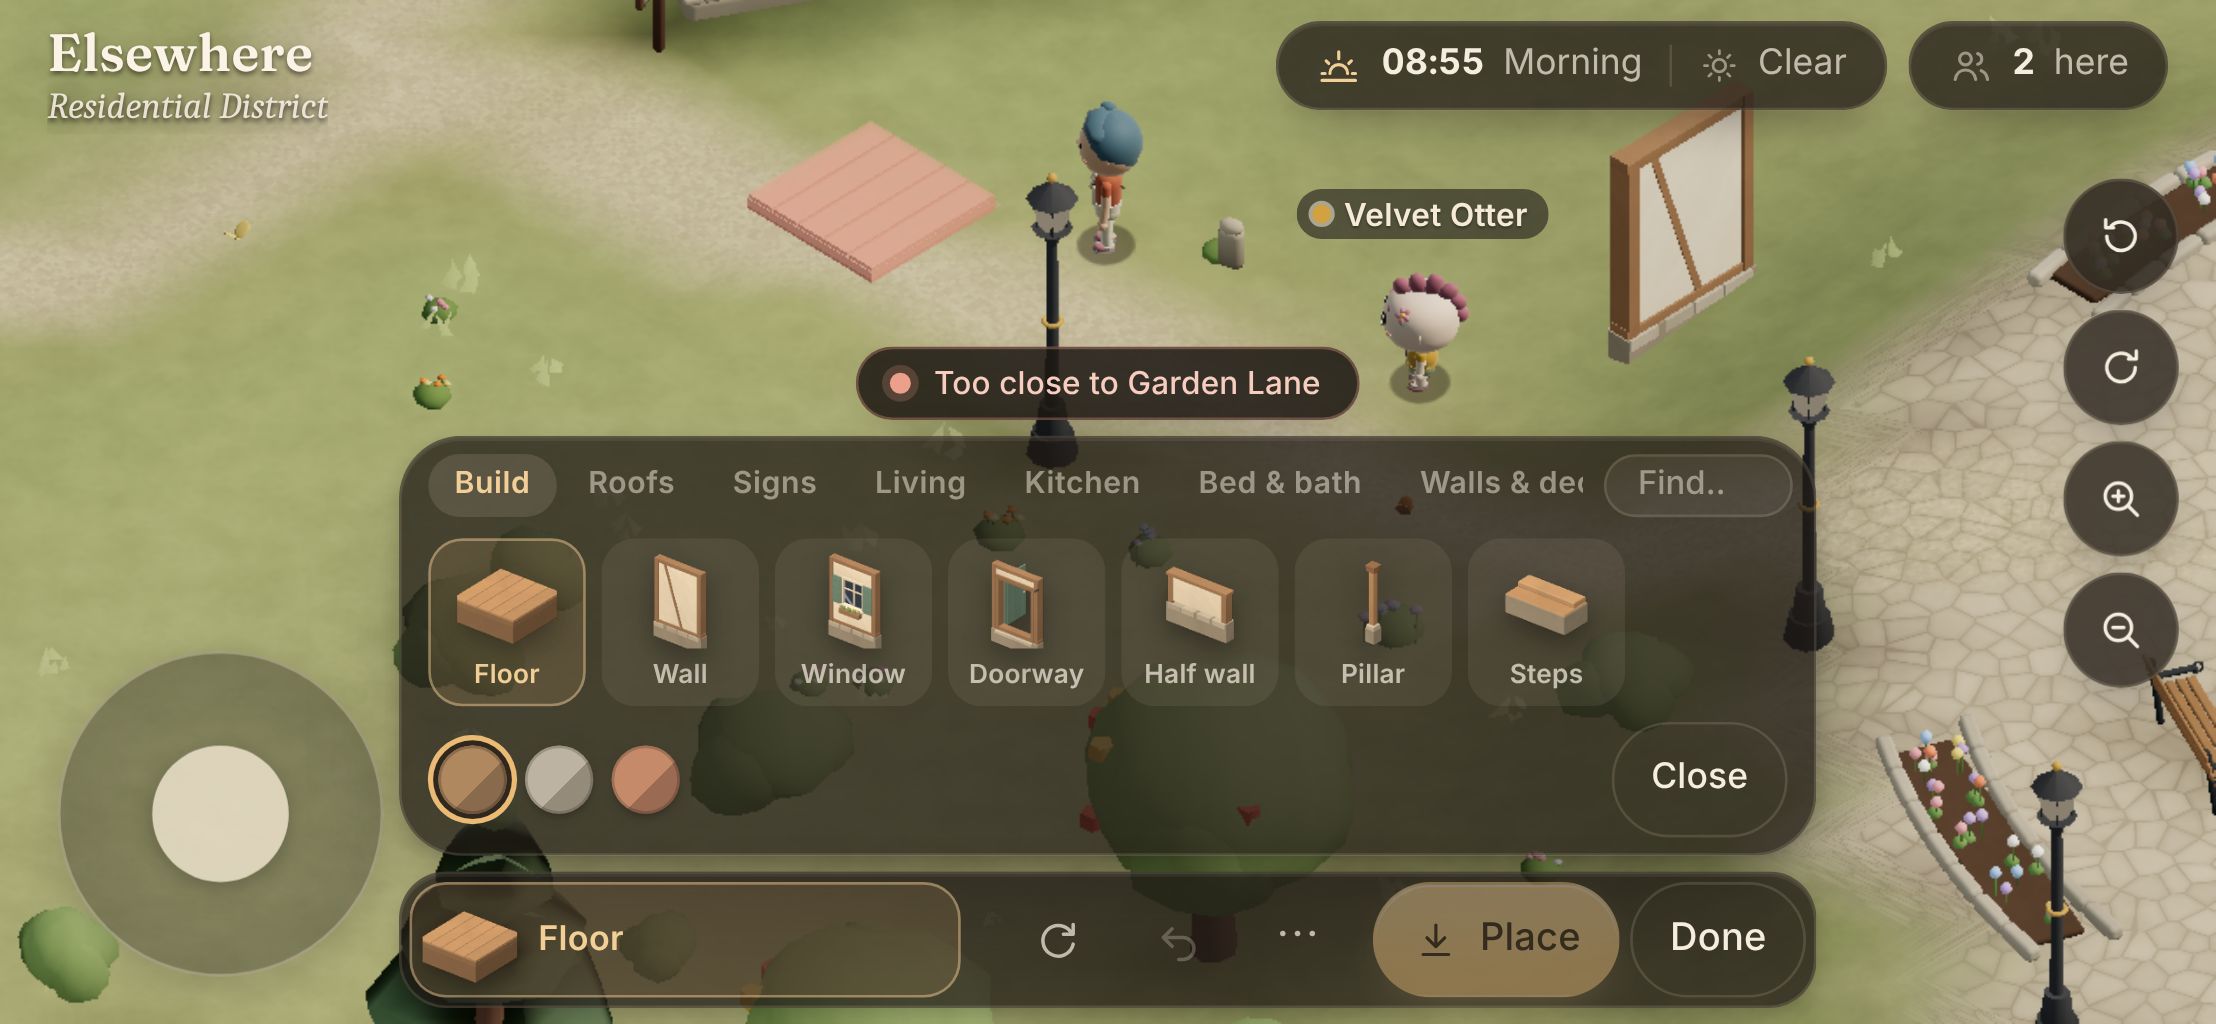 Elsewhere
Residential District
08:55 Morning
Clear
2 here
Velvet Otter
Too close to Garden Lane
Build
Roofs
Signs
Living
Kitchen
Bed & bath
Walls & dec
Find..
Floor
Wall
Window
Doorway
Half wall
Pillar
Steps
Close
Floor
Place
Done